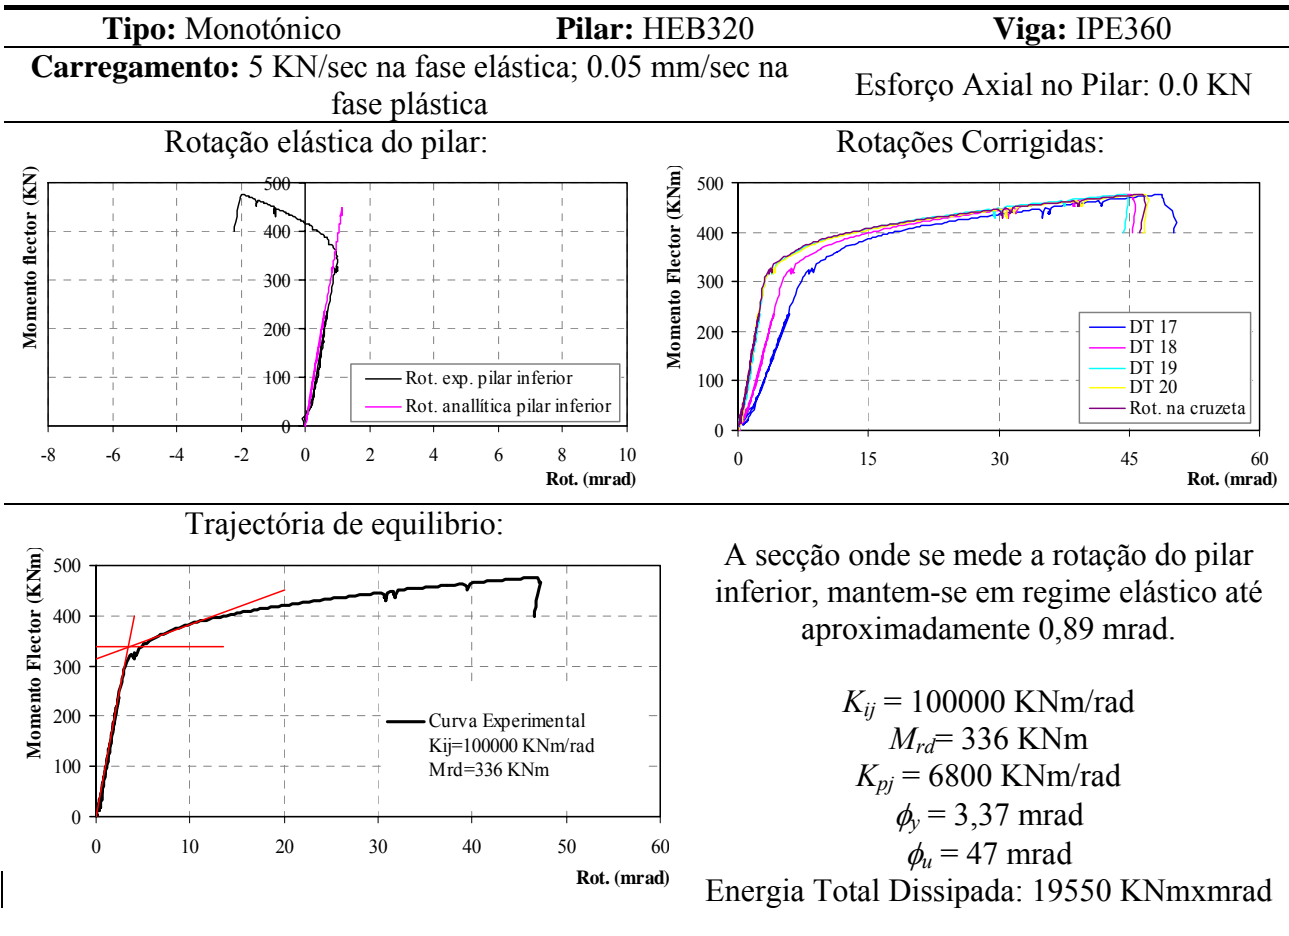 Tipo: Monotónico Pilar: HEB320 Viga: IPE360
Carregamento: 5 KN/sec na fase elástica; 0.05 mm/sec na
fase plástica
Esforço Axial no Pilar: 0.0 KN
Rotação elástica do pilar:
Momento flector (KN)
500
400
300
200
100
0
-8 -6 -4 -2 0 2 4 6 8 10
Rot. (mrad)
Rot. exp. pilar inferior
Rot. anallítica pilar inferior
Rotações Corrigidas:
Momento Flector (KNm)
500
400
300
200
100
0
0 15 30 45 60
Rot. (mrad)
DT 17
DT 18
DT 19
DT 20
Rot. na cruzeta
Trajectória de equilibrio:
Momento Flector (KNm)
500
400
300
200
100
0
0 10 20 30 40 50 60
Rot. (mrad)
Curva Experimental
Kij=100000 KNm/rad
Mrd=336 KNm
A secção onde se mede a rotação do pilar
inferior, mantem-se em regime elástico até
aproximadamente 0,89 mrad.
Kij = 100000 KNm/rad
Mrd= 336 KNm
Kpj = 6800 KNm/rad
ϕy = 3,37 mrad
ϕu = 47 mrad
Energia Total Dissipada: 19550 KNmxmrad